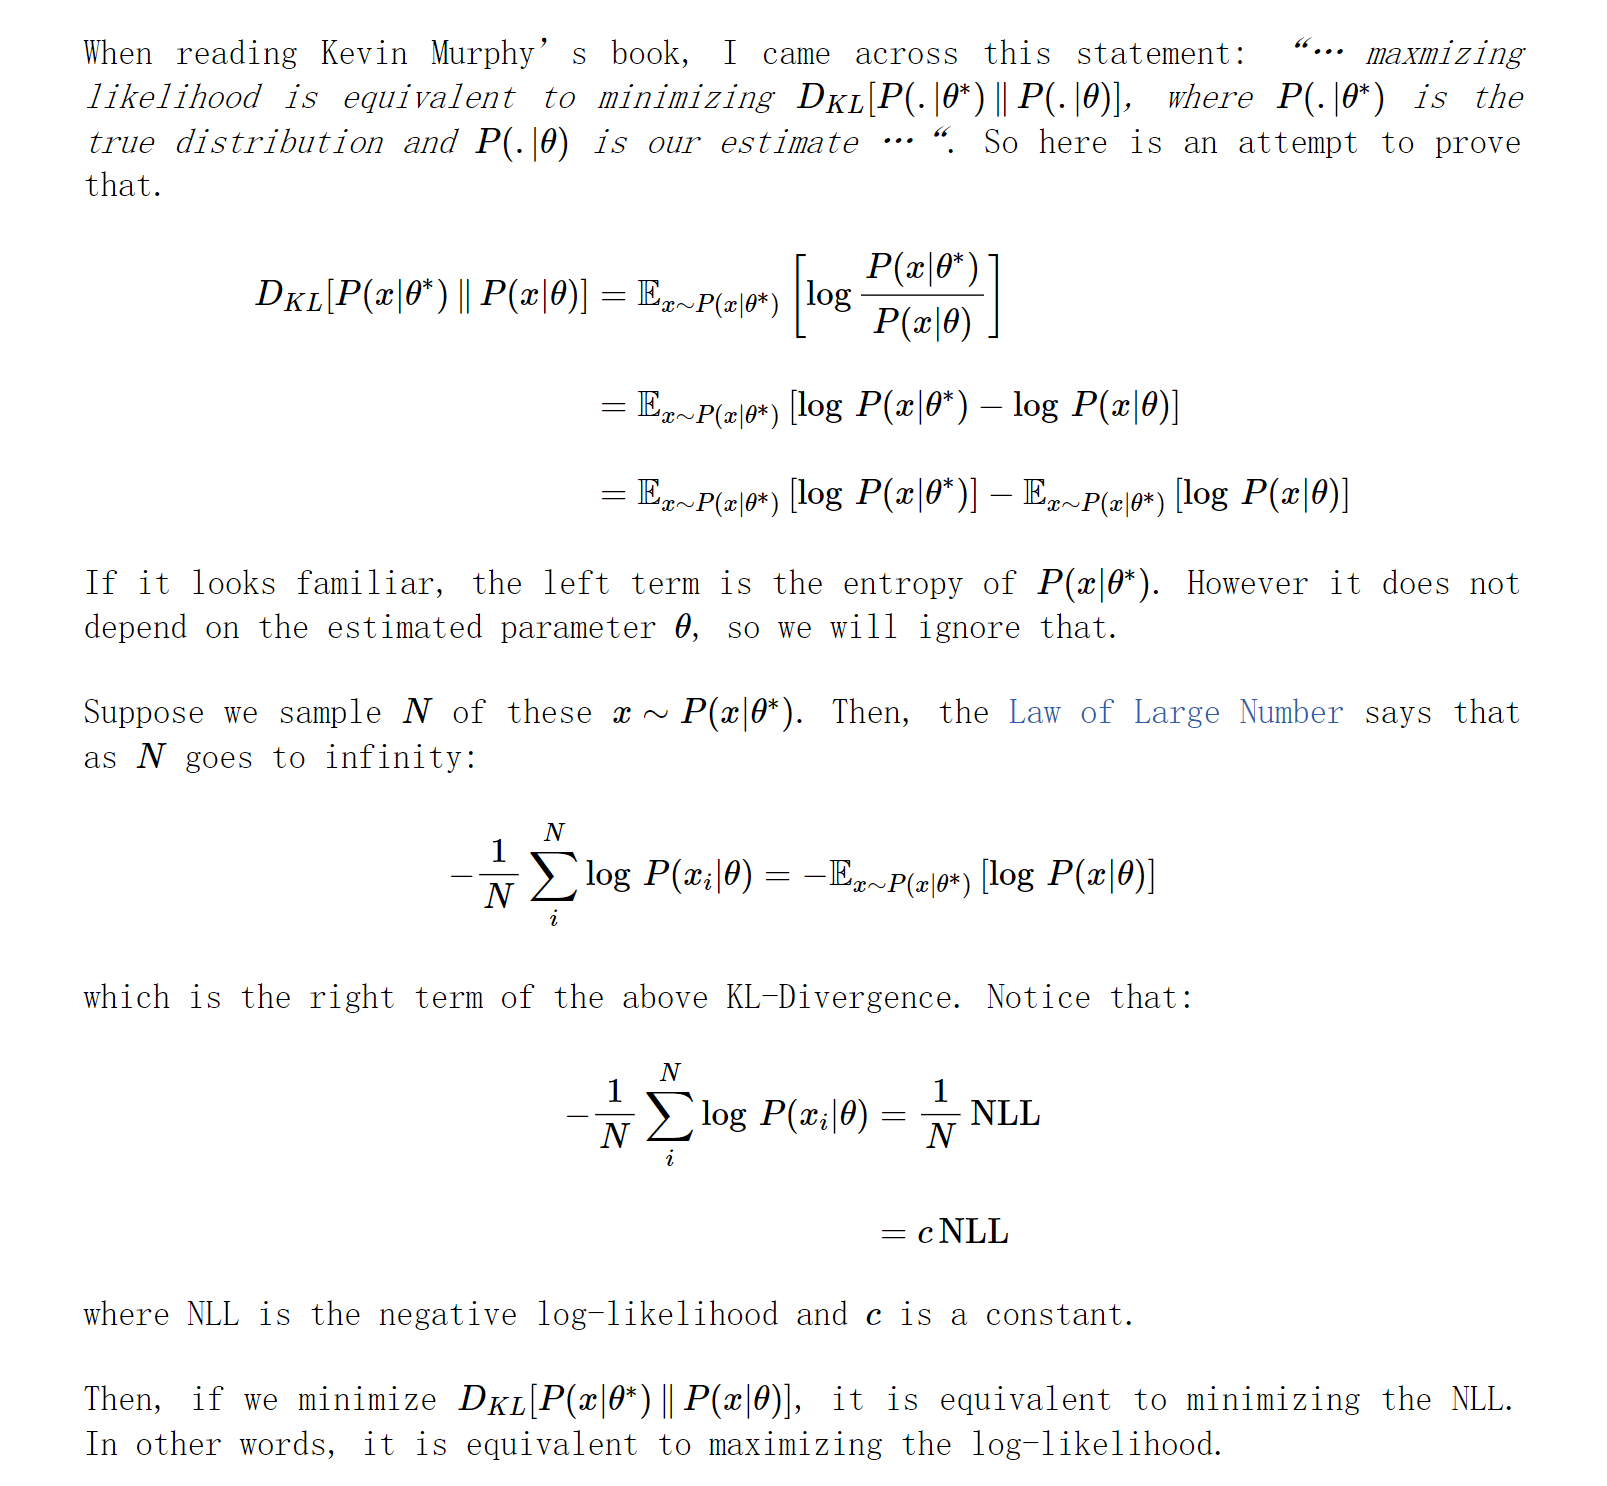 When reading Kevin Murphy’s book, I came across this statement: “… maxmizing
likelihood is equivalent to minimizing $D_{KL}[P(.|\theta^*) \,\|\, P(.|\theta)]$, where $P(.|\theta^*)$ is the
true distribution and $P(.|\theta)$ is our estimate … “. So here is an attempt to prove
that.
$D_{KL}[P(x|\theta^*) \,\|\, P(x|\theta)] = \mathbb{E}_{x \sim P(x|\theta^*)} \left[ \log \frac{P(x|\theta^*)}{P(x|\theta)} \right]$
$= \mathbb{E}_{x \sim P(x|\theta^*)} [\log P(x|\theta^*) - \log P(x|\theta)]$
$= \mathbb{E}_{x \sim P(x|\theta^*)} [\log P(x|\theta^*)] - \mathbb{E}_{x \sim P(x|\theta^*)} [\log P(x|\theta)]$
If it looks familiar, the left term is the entropy of $P(x|\theta^*)$. However it does not
depend on the estimated parameter $\theta$, so we will ignore that.
Suppose we sample $N$ of these $x \sim P(x|\theta^*)$. Then, the Law of Large Number says that
as $N$ goes to infinity:
$-\frac{1}{N} \sum_i^N \log P(x_i|\theta) = -\mathbb{E}_{x \sim P(x|\theta^*)} [\log P(x|\theta)]$
which is the right term of the above KL-Divergence. Notice that:
$-\frac{1}{N} \sum_i^N \log P(x_i|\theta) = \frac{1}{N} \text{NLL}$
$= c \, \text{NLL}$
where NLL is the negative log-likelihood and $c$ is a constant.
Then, if we minimize $D_{KL}[P(x|\theta^*) \,\|\, P(x|\theta)]$, it is equivalent to minimizing the NLL.
In other words, it is equivalent to maximizing the log-likelihood.